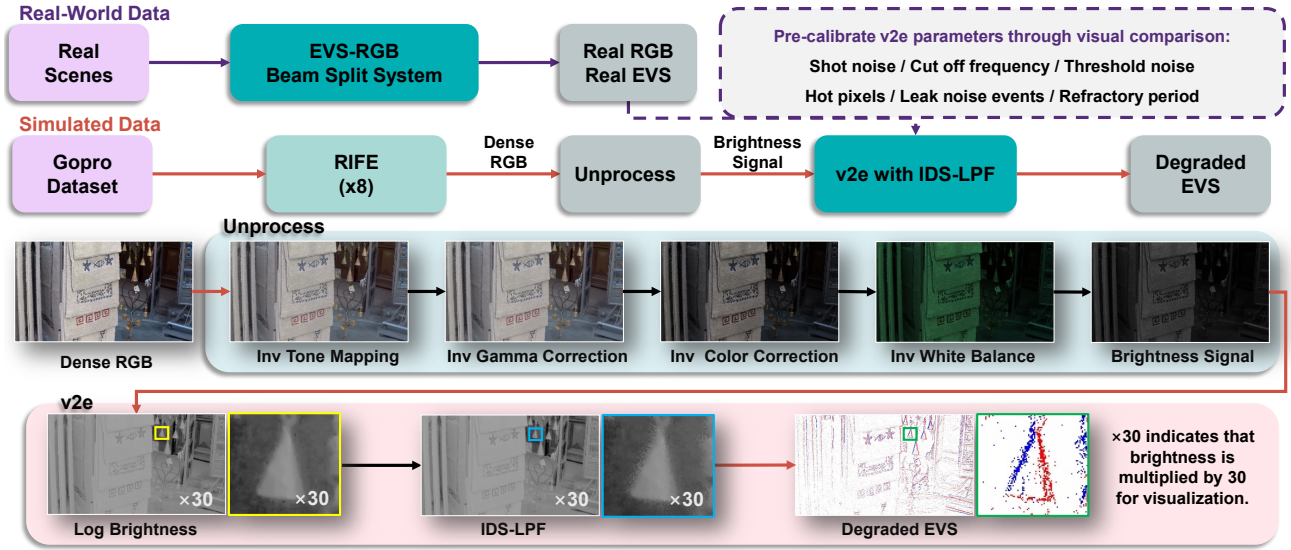 Real-World Data
Real
Scenes
EVS-RGB
Beam Split System
Real RGB
Real EVS
Pre-calibrate v2e parameters through visual comparison:
Shot noise / Cut off frequency / Threshold noise
Hot pixels / Leak noise events / Refractory period
Simulated Data
Gopro
Dataset
RIFE
(x8)
Dense
RGB
Unprocess
Brightness
Signal
v2e with IDS-LPF
Degraded
EVS
Unprocess
Dense RGB
Inv Tone Mapping
Inv Gamma Correction
Inv Color Correction
Inv White Balance
Brightness Signal
v2e
×30
×30
×30
×30
Log Brightness
IDS-LPF
Degraded EVS
×30 indicates that
brightness is
multiplied by 30
for visualization.